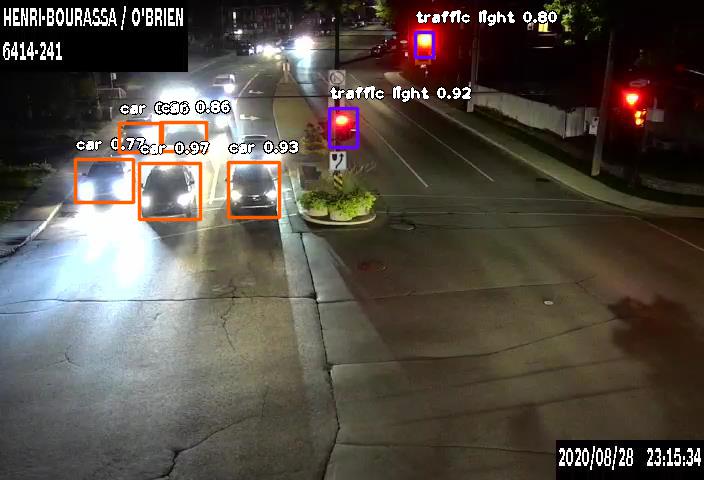 HENRI-BOURASSA / O'BRIEN
6414-241
traffic light 0.80
traffic light 0.92
car 0.86
car 0.77
car 0.97
car 0.93
2020/08/28 23:15:34